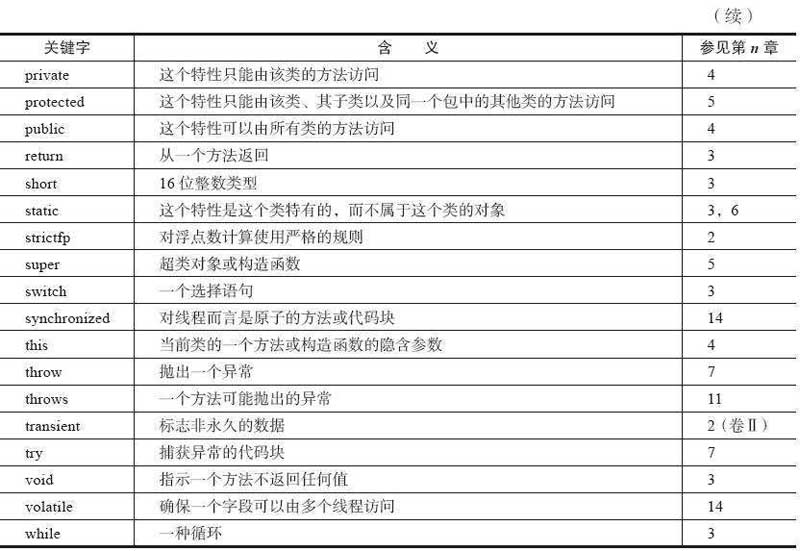 （续）
关键字 含 义 参见第 n 章
private 这个特性只能由该类的方法访问 4
protected 这个特性只能由该类、其子类以及同一个包中的其他类的方法访问 5
public 这个特性可以由所有类的方法访问 4
return 从一个方法返回 3
short 16 位整数类型 3
static 这个特性是这个类特有的，而不属于这个类的对象 3，6
strictfp 对浮点数计算使用严格的规则 2
super 超类对象或构造函数 5
switch 一个选择语句 3
synchronized 对线程而言是原子的方法或代码块 14
this 当前类的一个方法或构造函数的隐含参数 4
throw 抛出一个异常 7
throws 一个方法可能抛出的异常 11
transient 标志非永久的数据 2（卷Ⅱ）
try 捕获异常的代码块 7
void 指示一个方法不返回任何值 3
volatile 确保一个字段可以由多个线程访问 14
while 一种循环 3